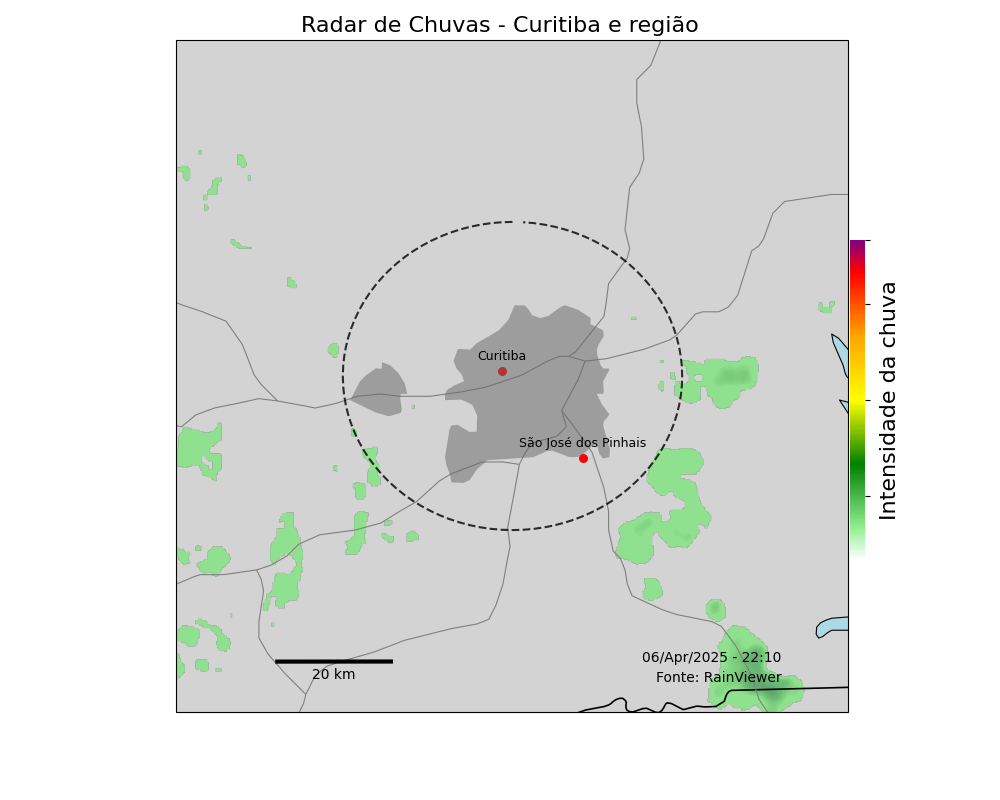 Radar de Chuvas - Curitiba e região
Curitiba
São José dos Pinhais
Intensidade da chuva
06/Apr/2025 - 22:10
Fonte: RainViewer
20 km